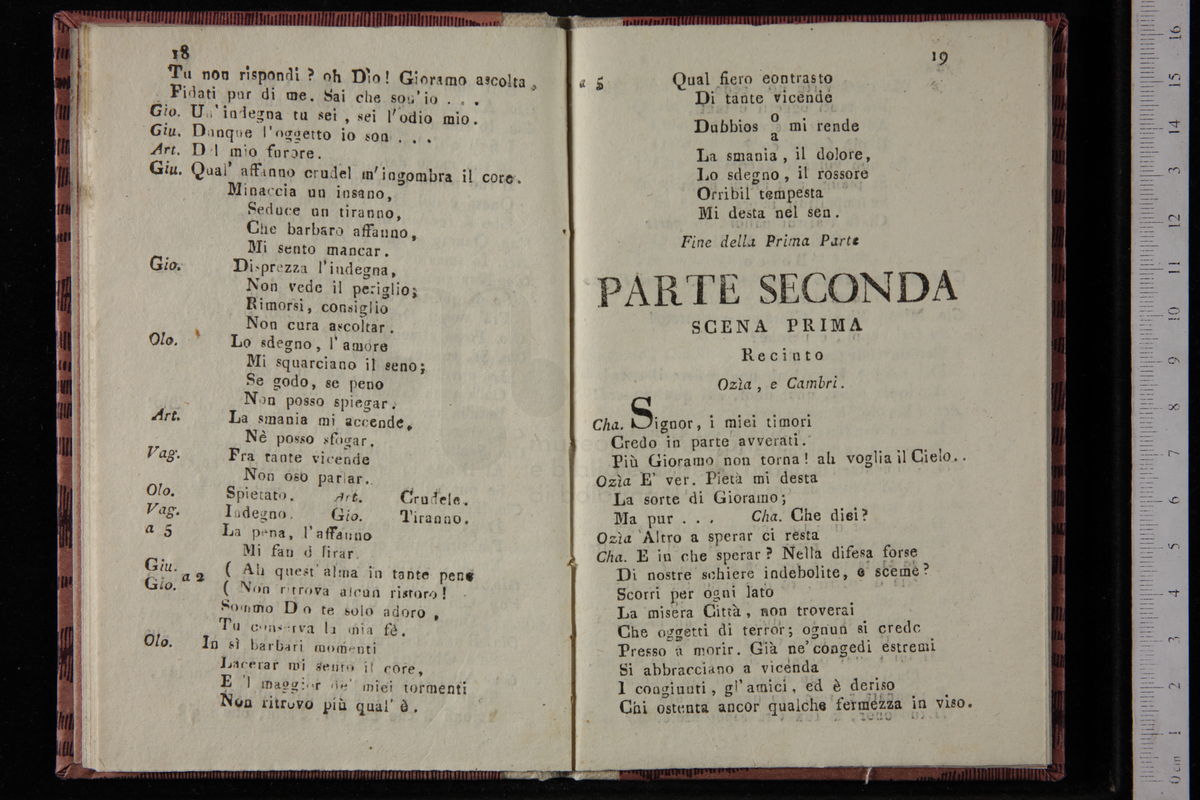 18
Tu non rispondi ? oh Dìo! Gioramo ascolta,
Fidati pur di me. Sai che son'io . . .
Gio. Un'indegna tu sei , sei l'odio mio.
Giu. Dunque l'oggetto io son . . .
Art. Del mio furore.
Giu. Qual' affanno crudel m'ingombra il core.
Minaccia un insano,
Seduce un tiranno,
Che barbaro affanno,
Mi sento mancar.
Gio. Disprezza l'indegna,
Non vede il periglio;
Rimorsi, consiglio
Non cura ascoltar.
Olo. Lo sdegno, l'amore
Mi squarciano il seno;
Se godo, se peno
Non posso spiegar.
Art. La smania mi accende,
Nè posso sfogar.
Vag. Fra tante vicende
Non oso parlar.
Olo. Spietato. Art. Crudele.
Vag. Indegno. Gio. Tiranno.
a 5 La pena, l'affanno
Mi fan delirar.
Giu. Gio. a 2 ( Ah quest' alma in tante pene
( Non ritrova alcun ristoro!
Sommo Dio te solo adoro,
Tu conserva la mia fè.
Olo. In sì barbari momenti
Lacerar mi sento il core,
E 'l maggior de' miei tormenti
Non ritrovo più qual' è.
19
a 5 Qual fiero contrasto
Di tante vicende
Dubbios o a mi rende
La smania, il dolore,
Lo sdegno, il rossore
Orribil tempesta
Mi desta nel sen.
Fine della Prima Parte
PARTE SECONDA
SCENA PRIMA
Recinto
Ozìa, e Cambri.
Cha. Signor, i miei timori
Credo in parte avverati.
Più Gioramo non torna! ah voglia il Cielo..
Ozìa E' ver. Pietà mi desta
La sorte di Gioramo;
Ma pur . . . Cha. Che dici?
Ozìa Altro a sperar ci resta
Cha. E in che sperar? Nella difesa forse
Di nostre schiere indebolite, e sceme?
Scorri per ogni lato
La misera Città, non troverai
Che oggetti di terror; ognun si crede
Presso a morir. Già ne' congedi estremi
Si abbracciano a vicenda
I congiunti, gl'amici, ed è deriso
Chi ostenta ancor qualche fermezza in viso.